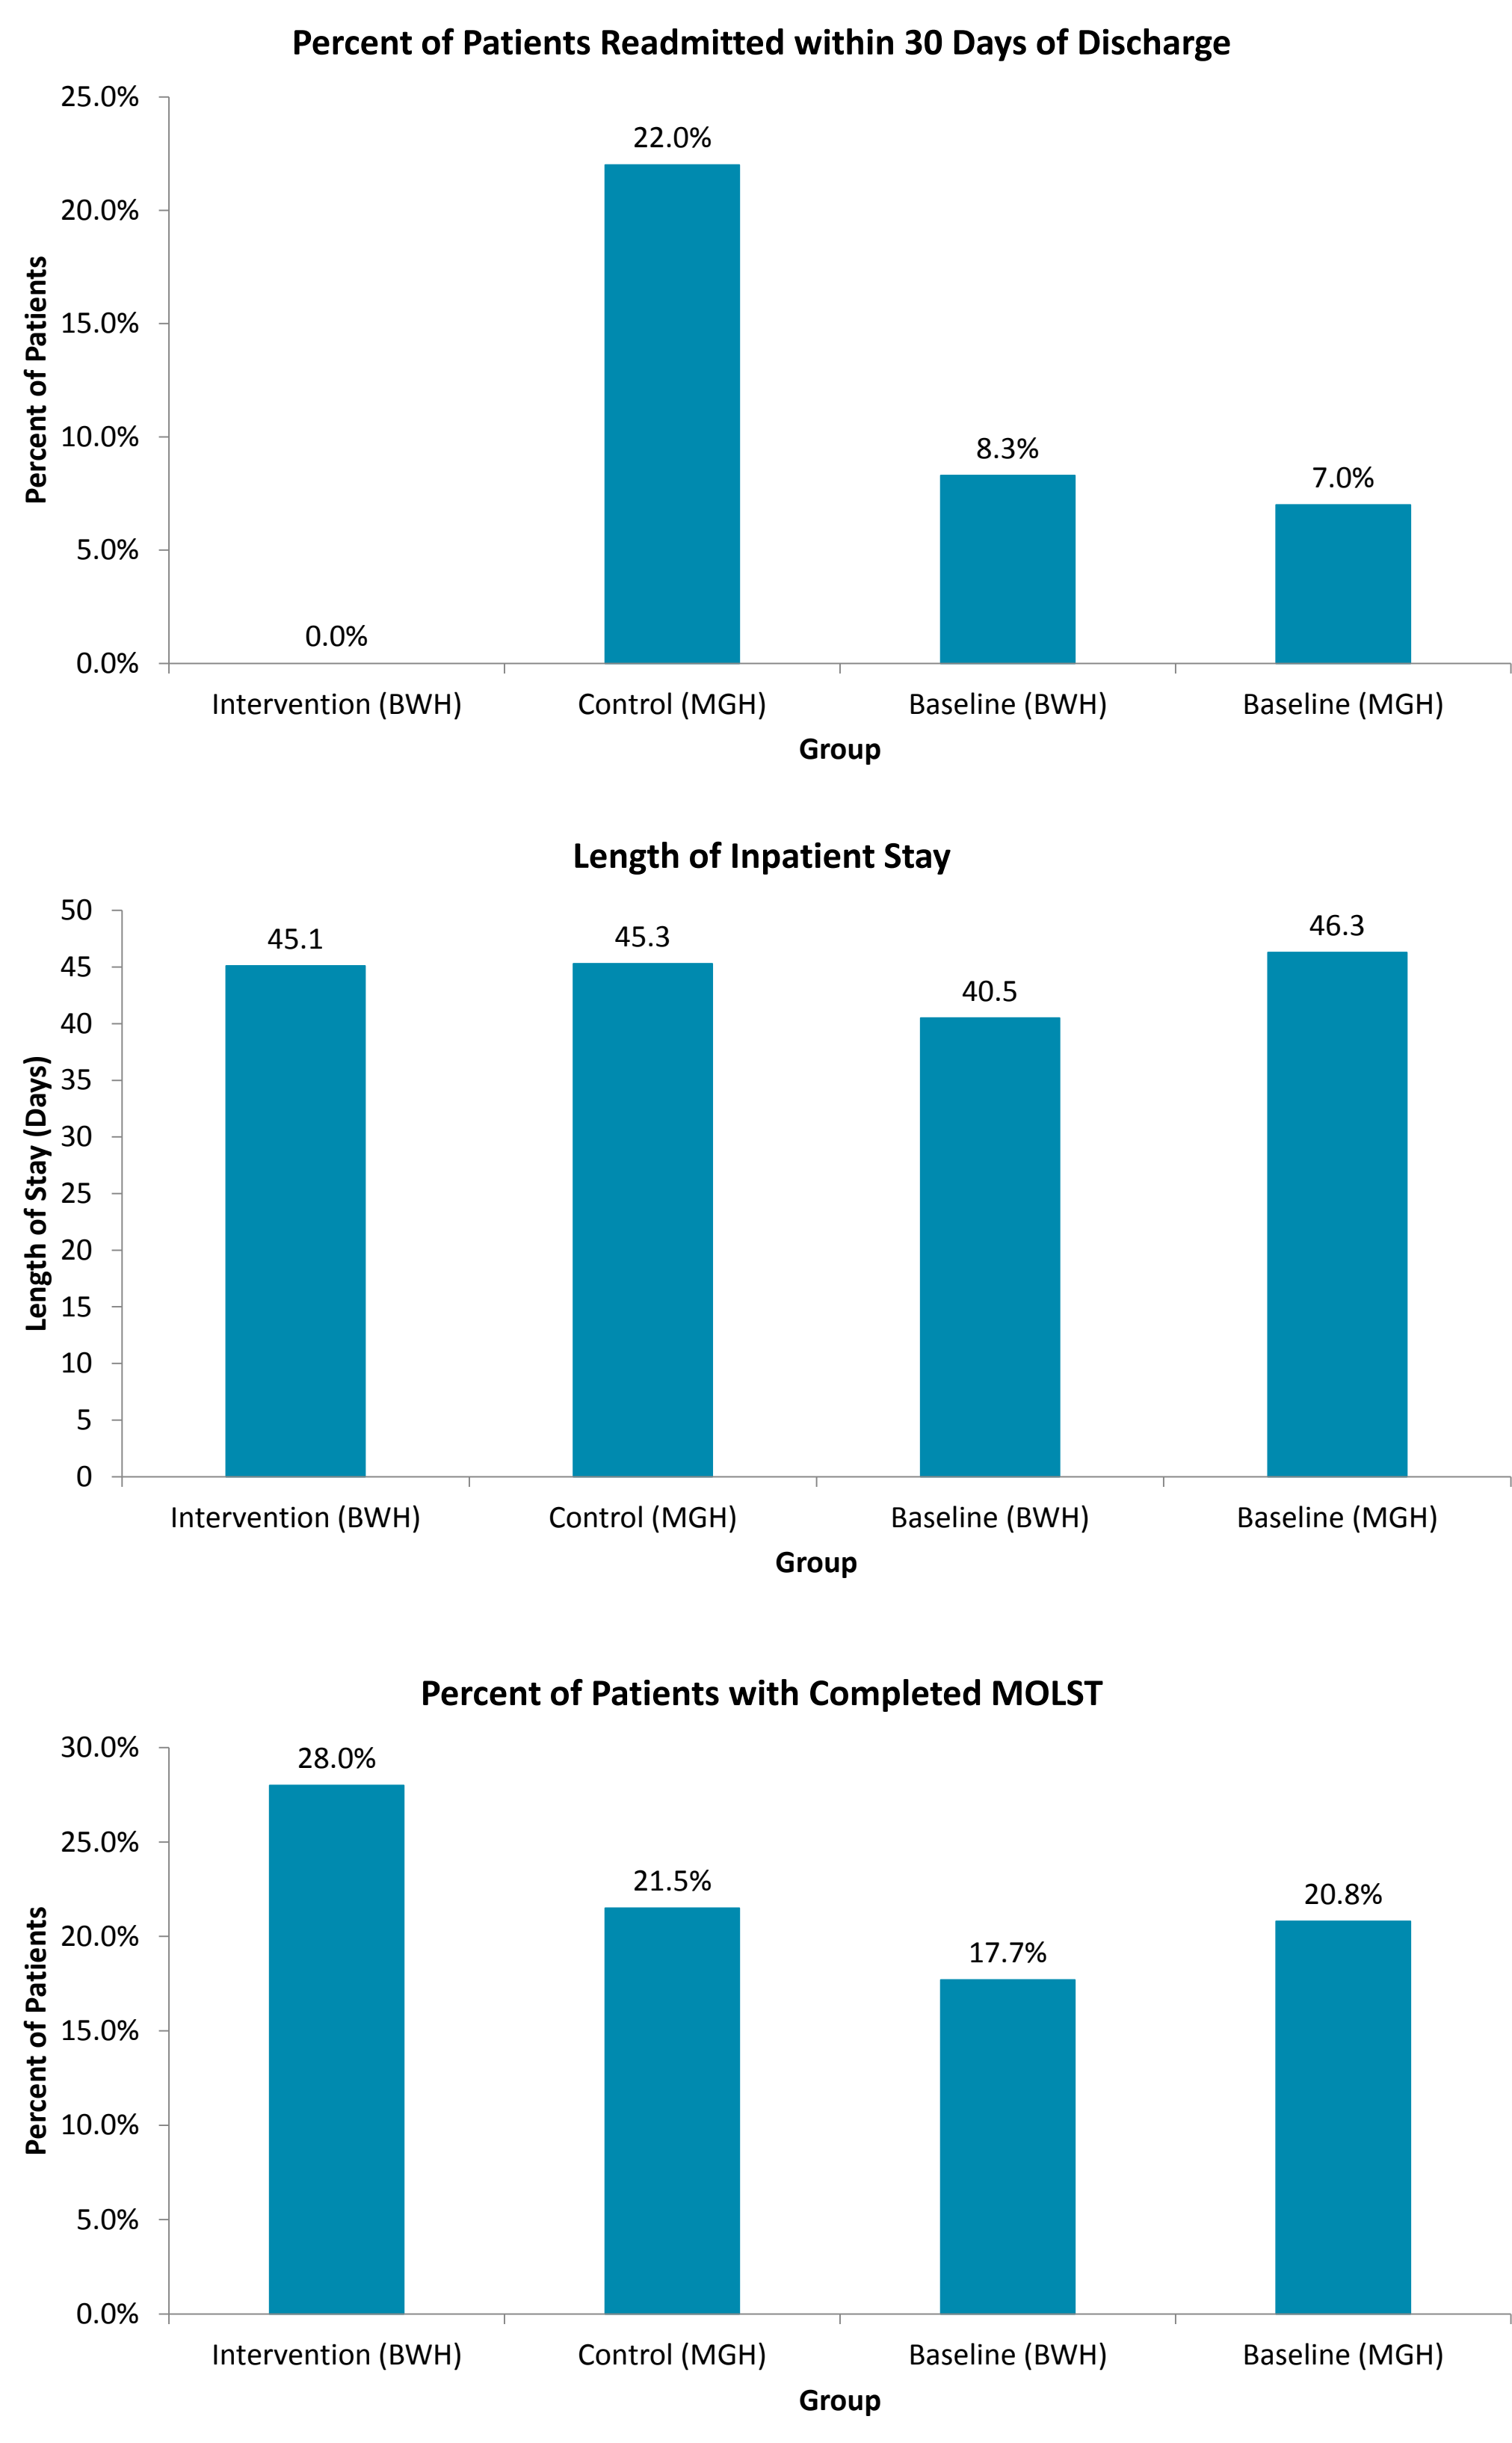 Percent of Patients Readmitted within 30 Days of Discharge
25.0%
20.0%
15.0%
10.0%
5.0%
0.0%
Percent of Patients
0.0%
22.0%
8.3%
7.0%
Intervention (BWH)
Control (MGH)
Baseline (BWH)
Baseline (MGH)
Group
Length of Inpatient Stay
50
45
40
35
30
25
20
15
10
5
0
Length of Stay (Days)
45.1
45.3
40.5
46.3
Intervention (BWH)
Control (MGH)
Baseline (BWH)
Baseline (MGH)
Group
Percent of Patients with Completed MOLST
30.0%
25.0%
20.0%
15.0%
10.0%
5.0%
0.0%
Percent of Patients
28.0%
21.5%
17.7%
20.8%
Intervention (BWH)
Control (MGH)
Baseline (BWH)
Baseline (MGH)
Group